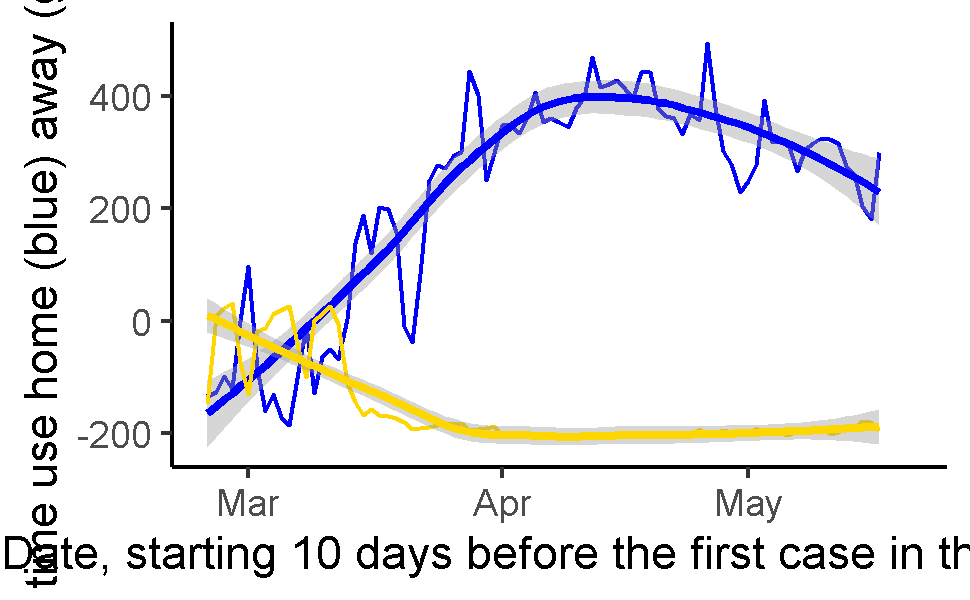 time use home (blue) away (
400
200
0
-200
Mar Apr May
Date, starting 10 days before the first case in th